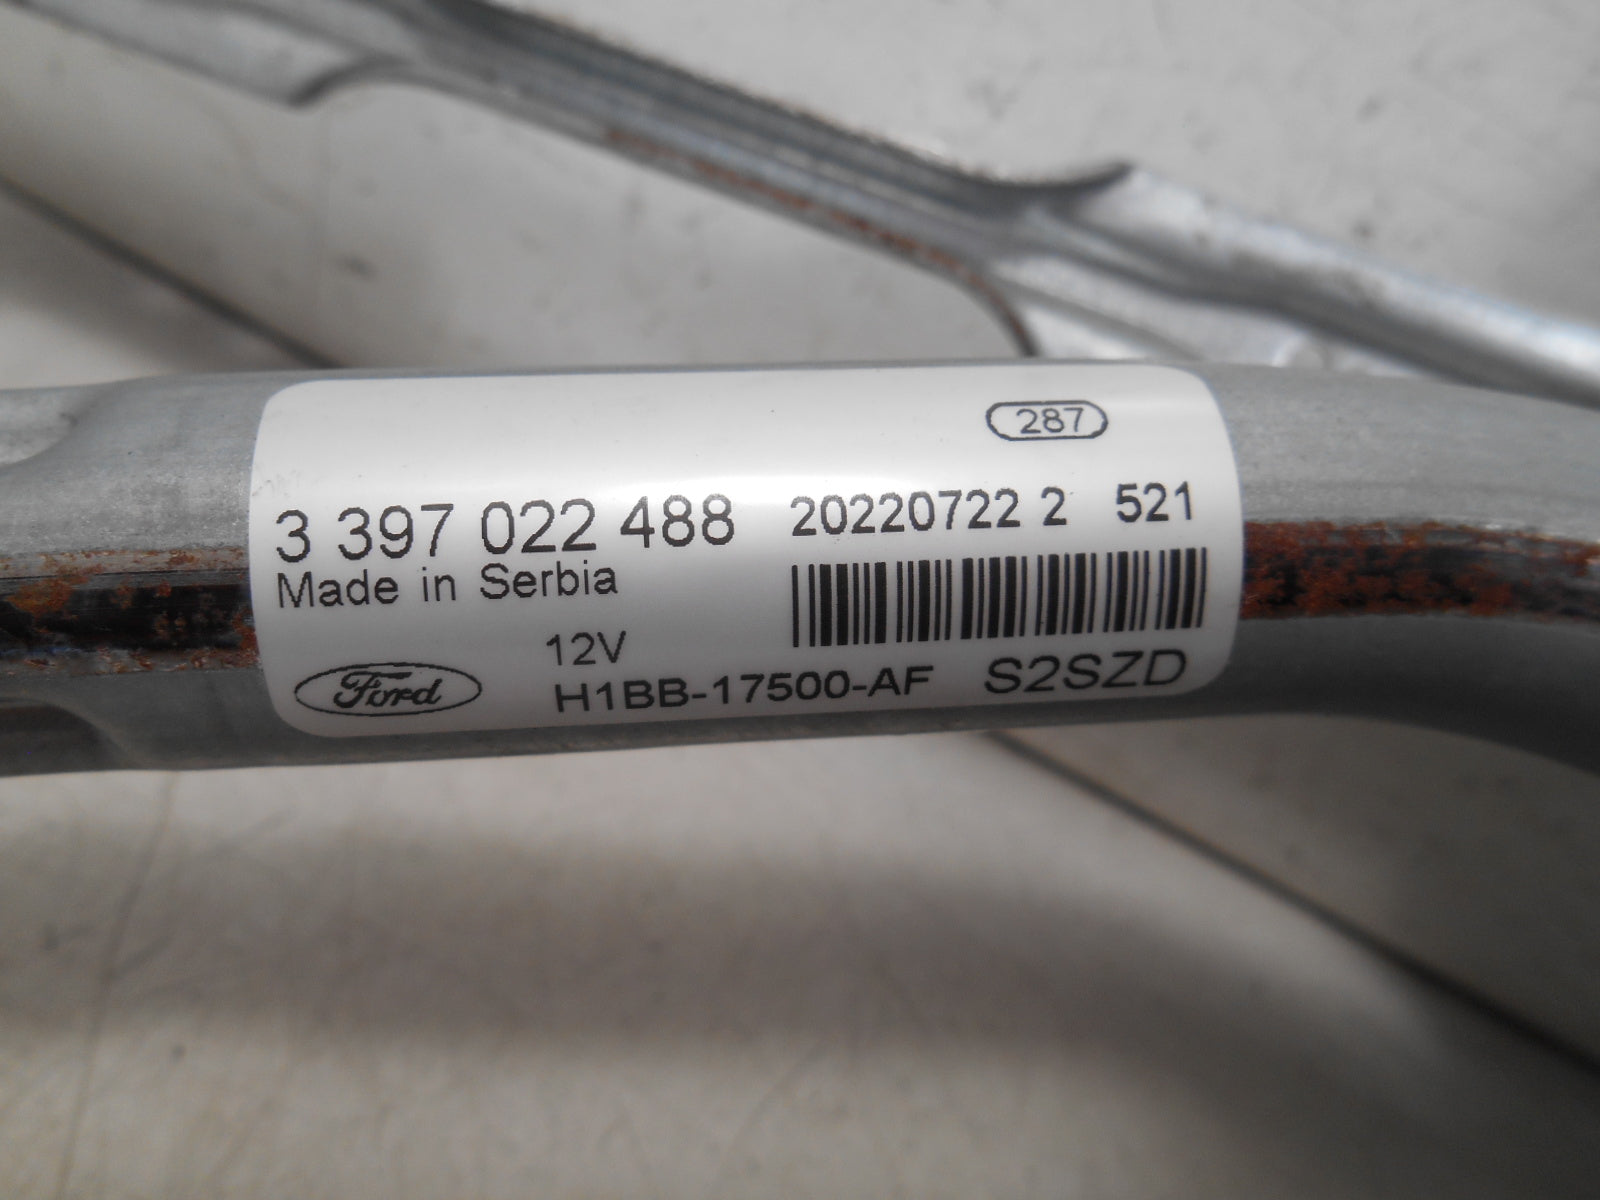 287
3 397 022 488 20220722 2 521
Made in Serbia
12V
Ford H1BB-17500-AF S2SZD